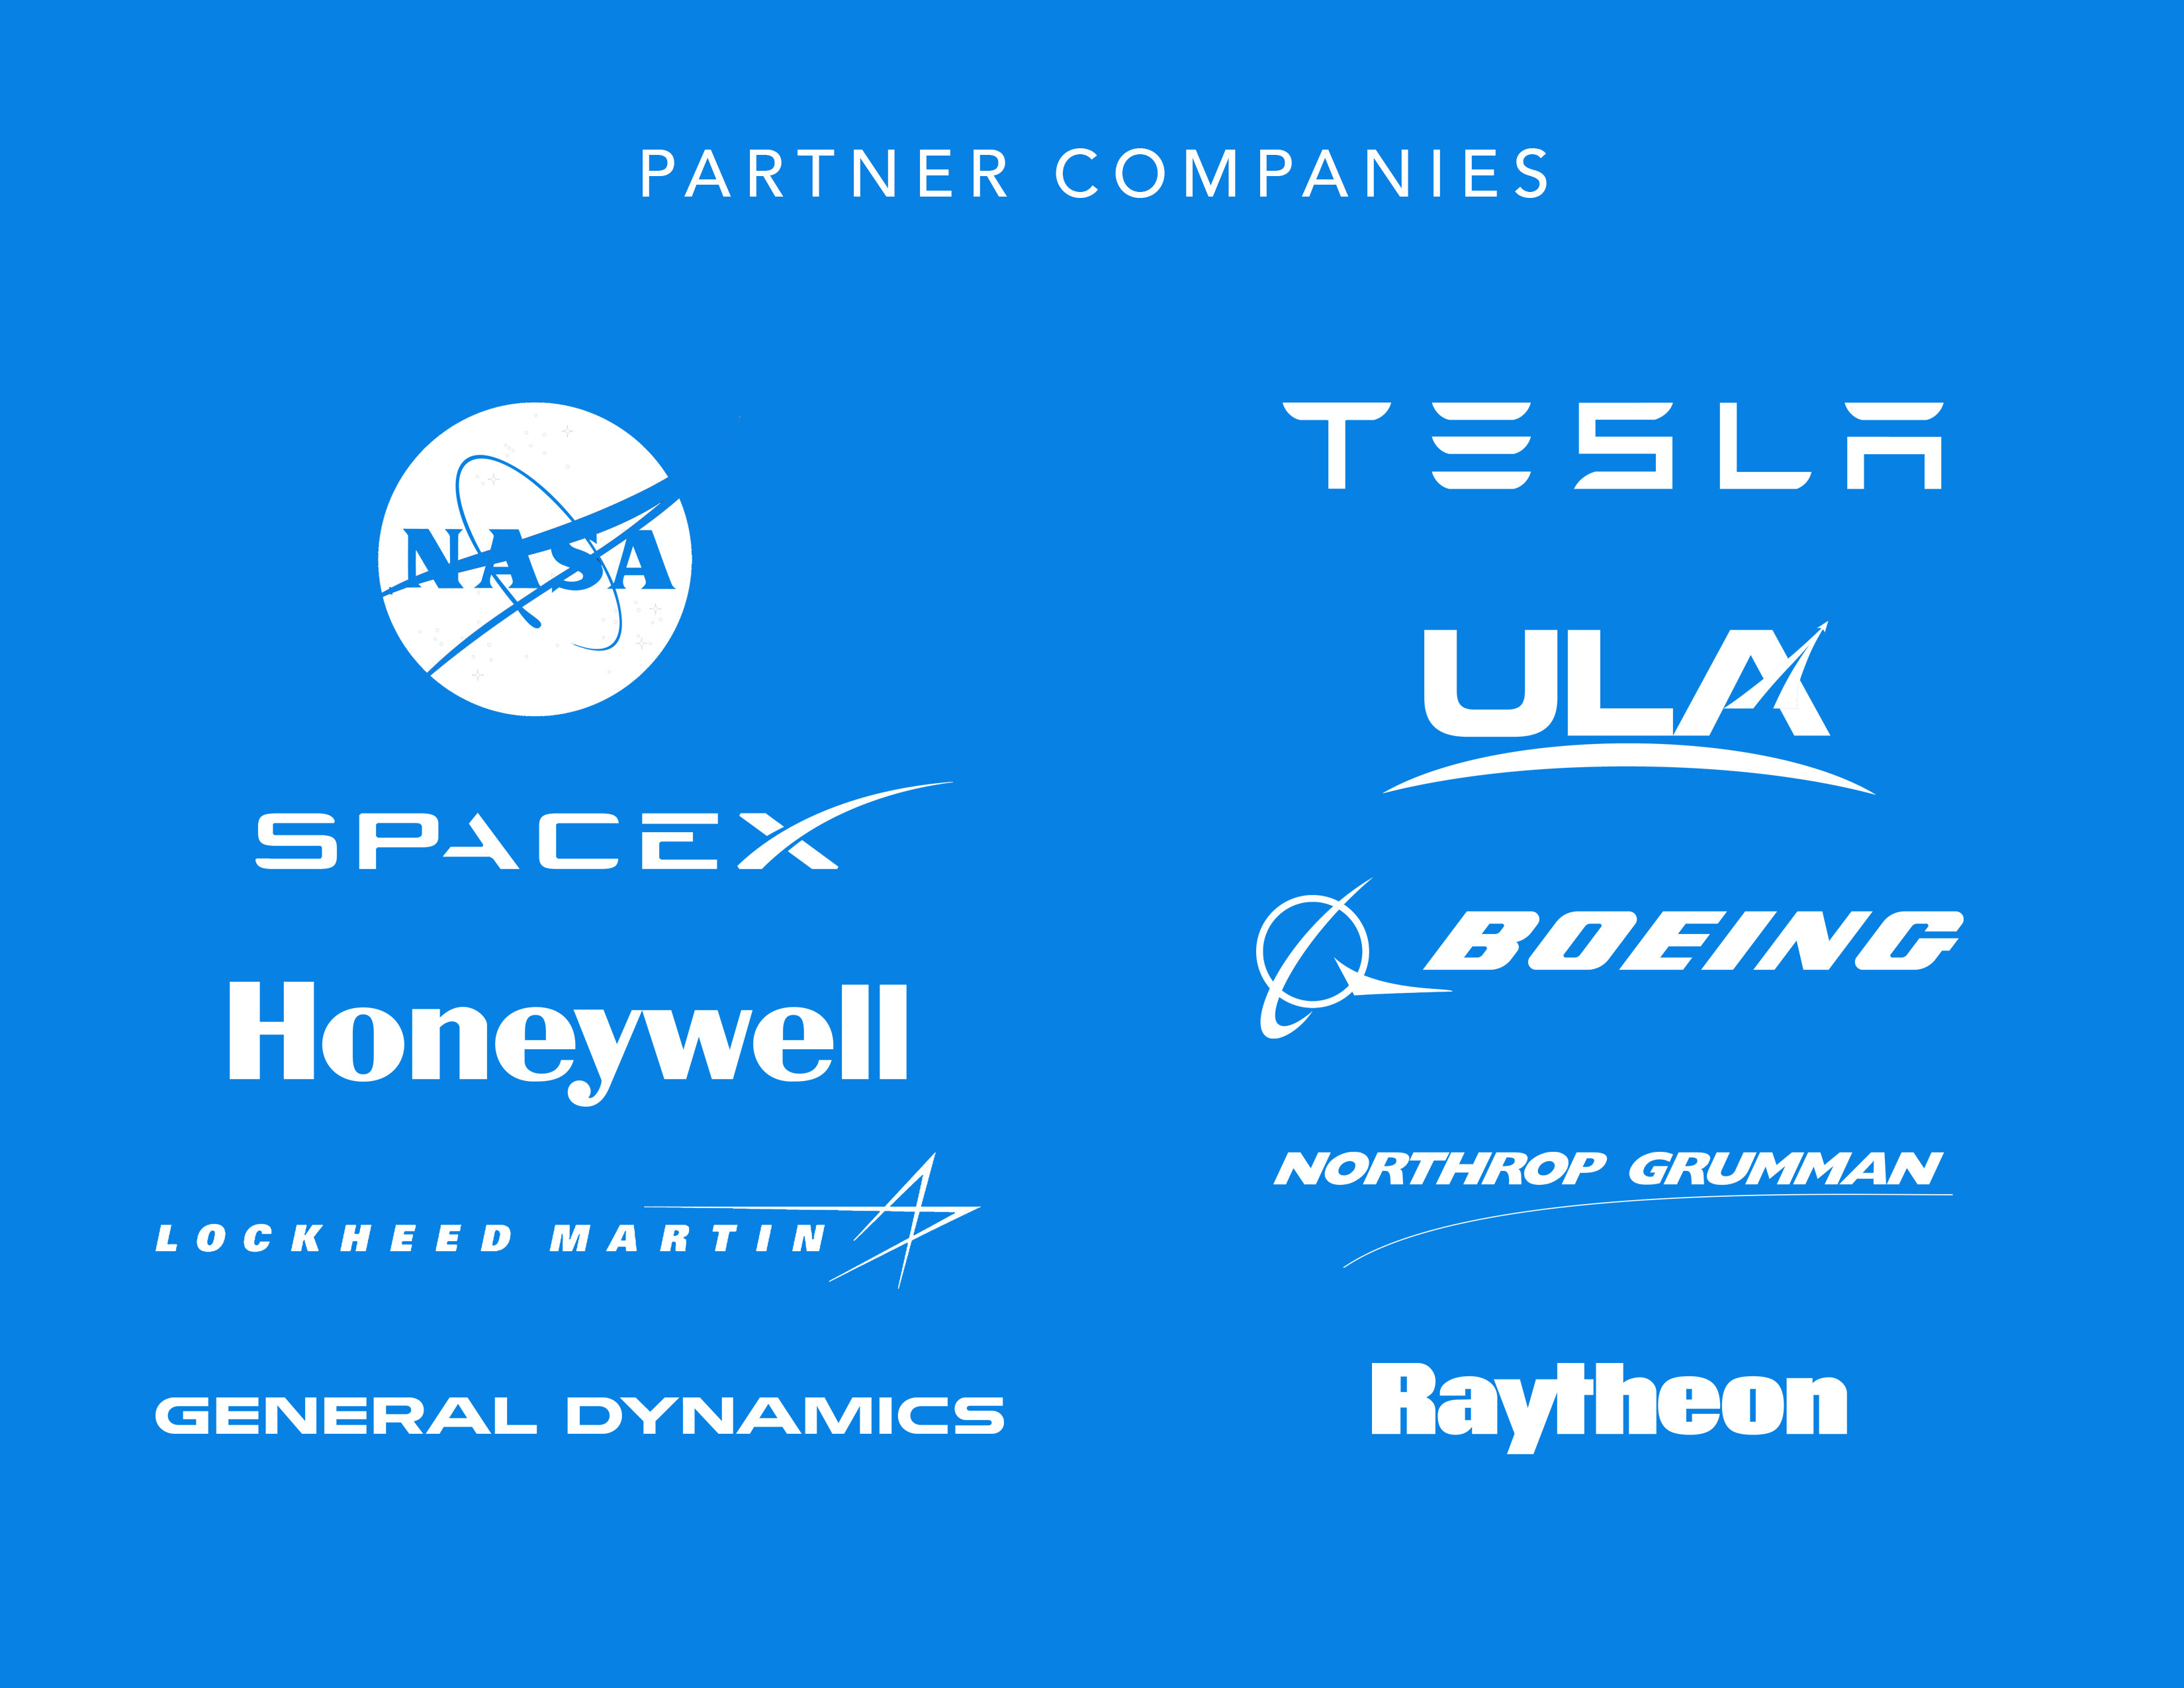 PARTNER COMPANIES
NASA
SPACEX
Honeywell
LOCKHEED MARTIN
GENERAL DYNAMICS
TESLA
ULA
BOEING
NORTHROP GRUMMAN
Raytheon